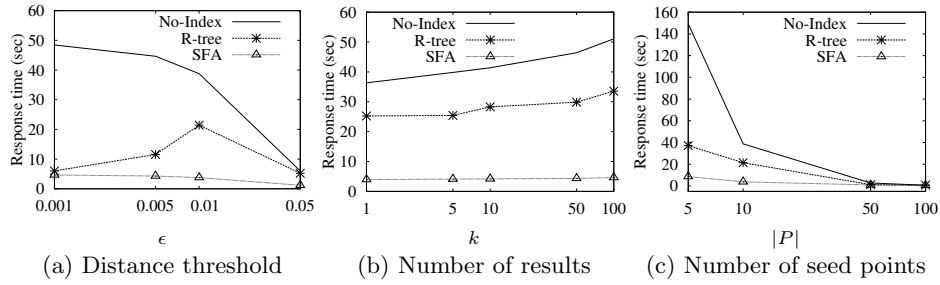 No-Index
R-tree
SFA
Response time (sec)
60
50
40
30
20
10
0
0.001 0.005 0.01 0.05
ϵ
(a) Distance threshold
No-Index
R-tree
SFA
Response time (sec)
60
50
40
30
20
10
0
1 5 10 50 100
k
(b) Number of results
No-Index
R-tree
SFA
Response time (sec)
160
140
120
100
80
60
40
20
0
5 10 50 100
|P|
(c) Number of seed points